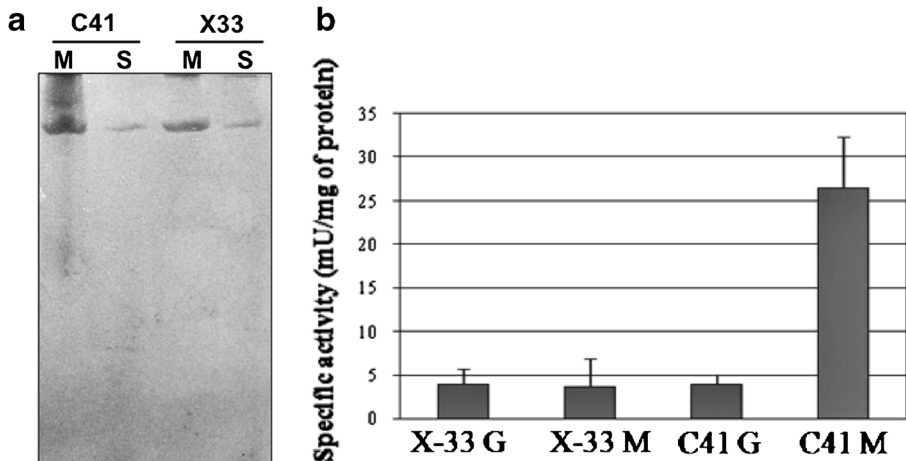 a
C41 X33
M S M S
b
Specific activity (mU/mg of protein)
35
30
25
20
15
10
5
0
X-33 G X-33 M C41 G C41 M